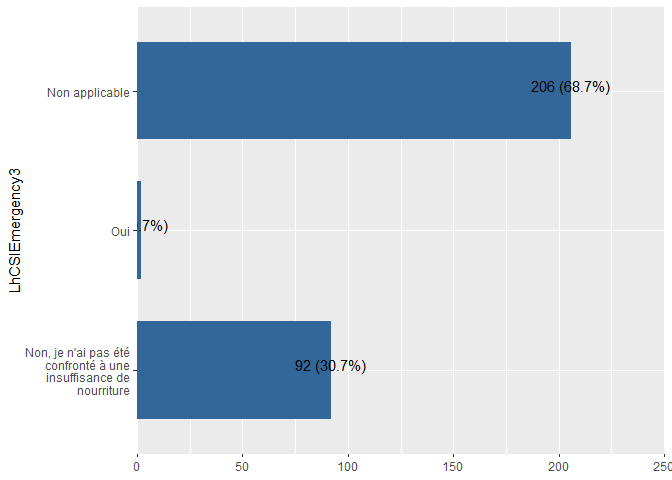 LhCSIEmergency3
Non applicable
206 (68.7%)
Oui
7%)
Non, je n'ai pas été
confronté à une
insuffisance de
nourriture
92 (30.7%)
0
50
100
150
200
250